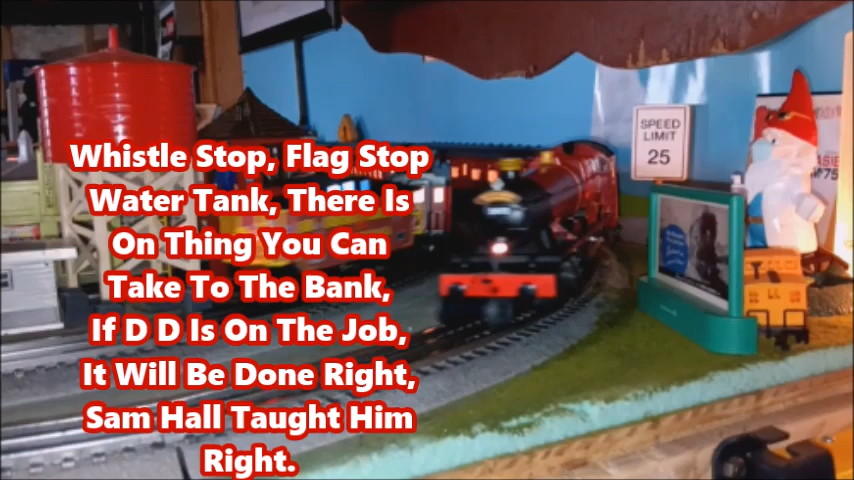 Whistle Stop, Flag Stop
Water Tank, There Is
On Thing You Can
Take To The Bank,
If D D Is On The Job,
It Will Be Done Right,
Sam Hall Taught Him
Right.
SPEED
LIMIT
25